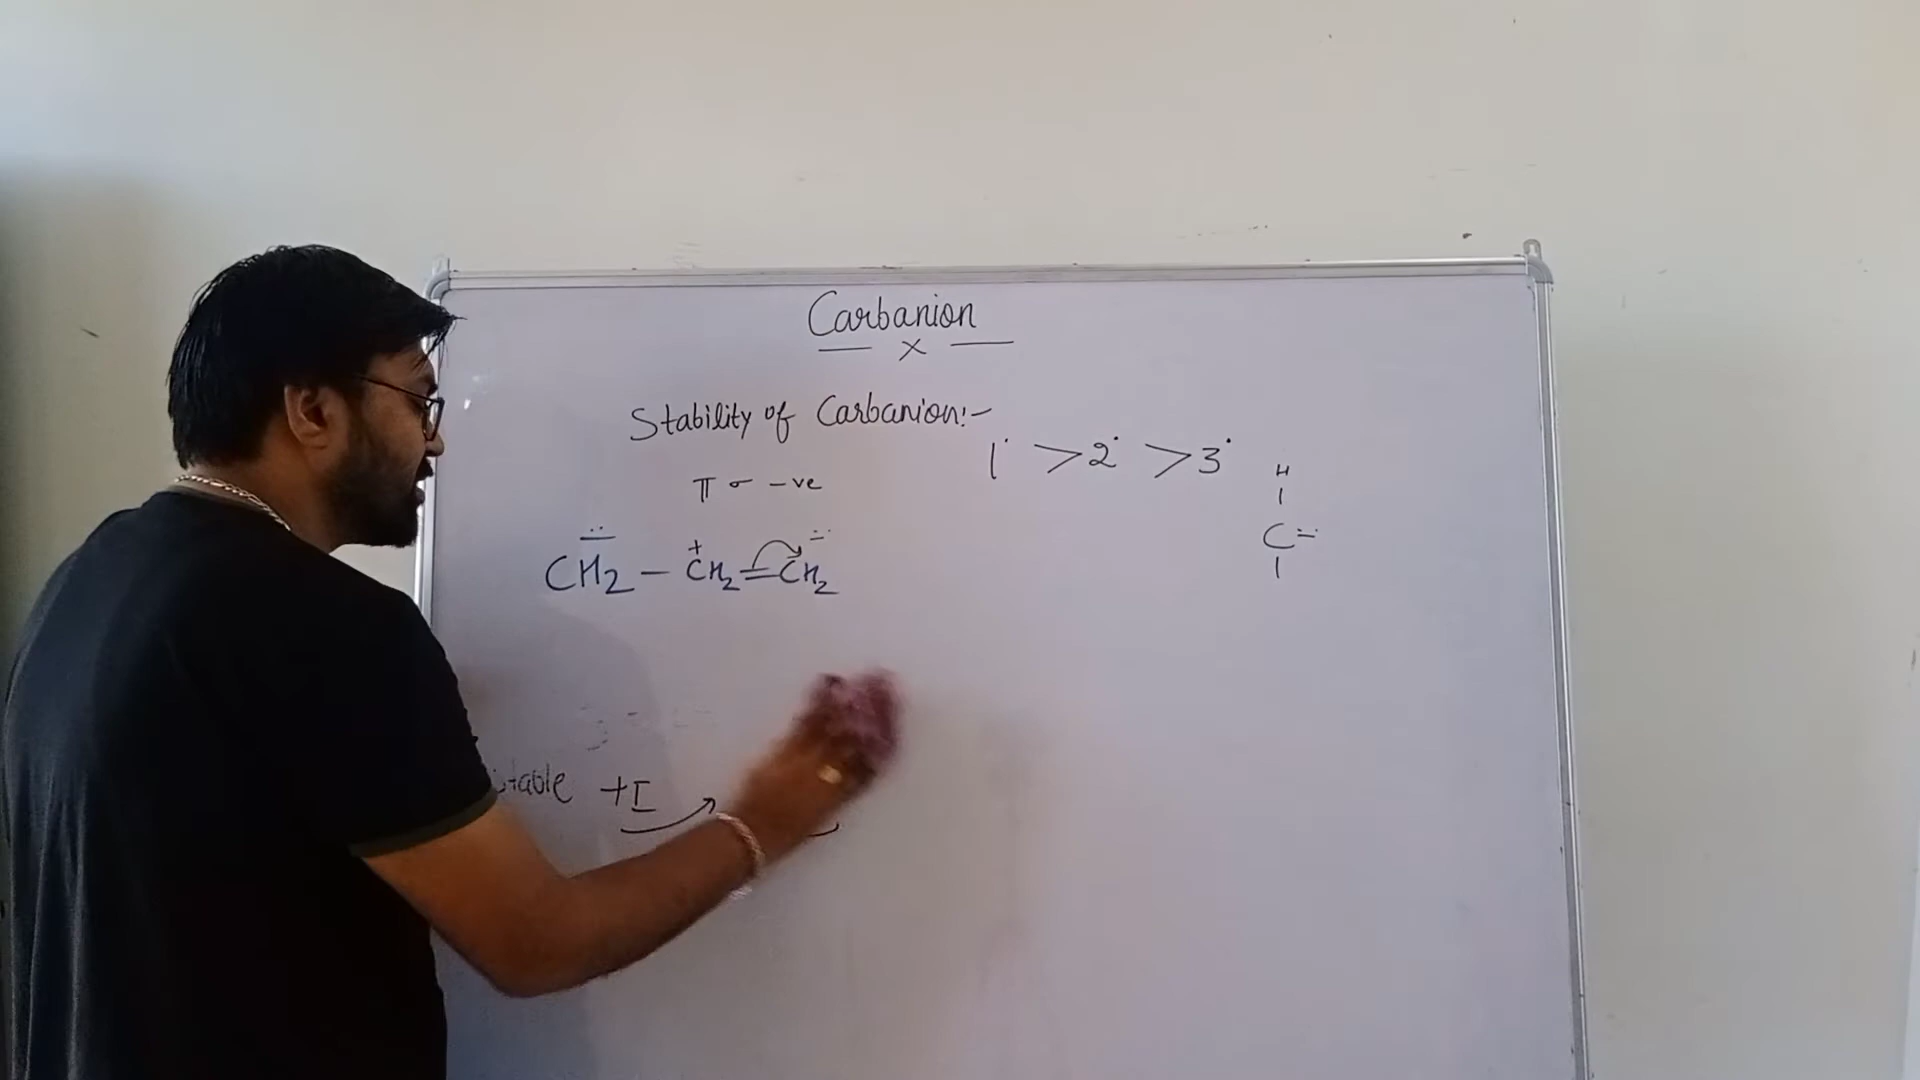 Carbanion
— x —
Stability of Carbanion:-
1° > 2° > 3°
π σ -ve
H
C
CH2 - CH2 = CH2
+I